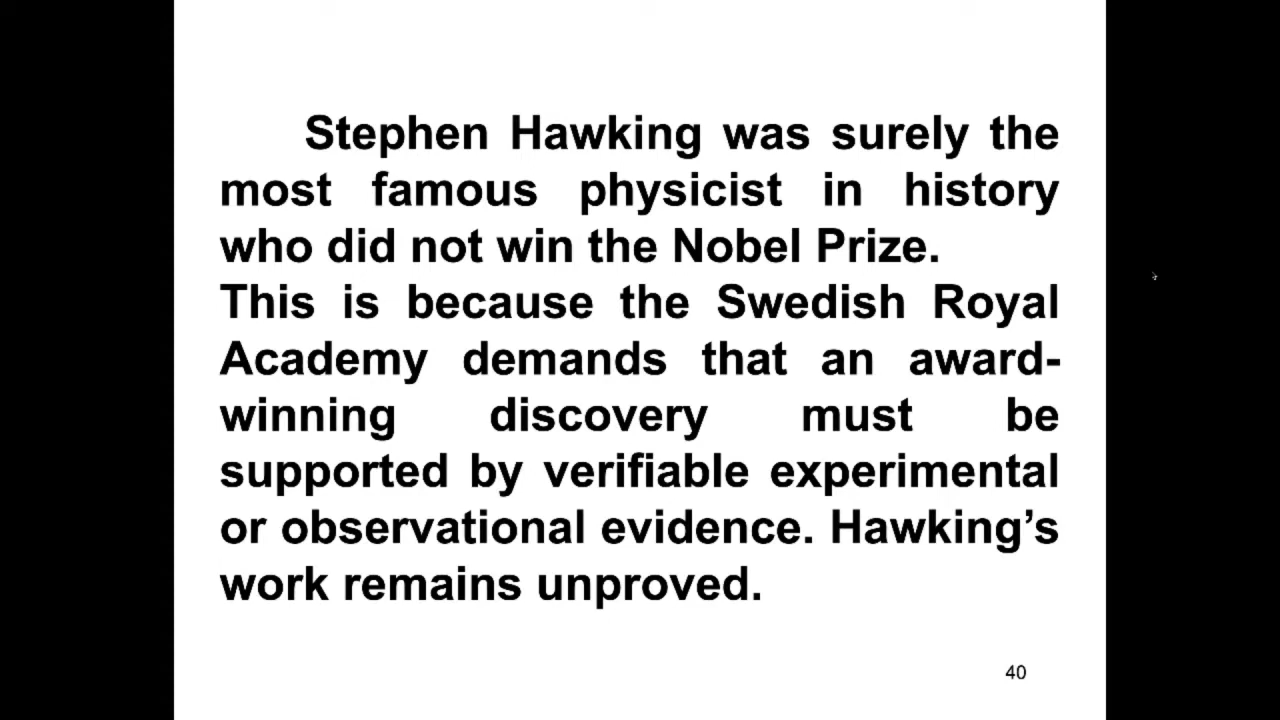 Stephen Hawking was surely the
most famous physicist in history
who did not win the Nobel Prize.
This is because the Swedish Royal
Academy demands that an award-
winning discovery must be
supported by verifiable experimental
or observational evidence. Hawking’s
work remains unproved.
40